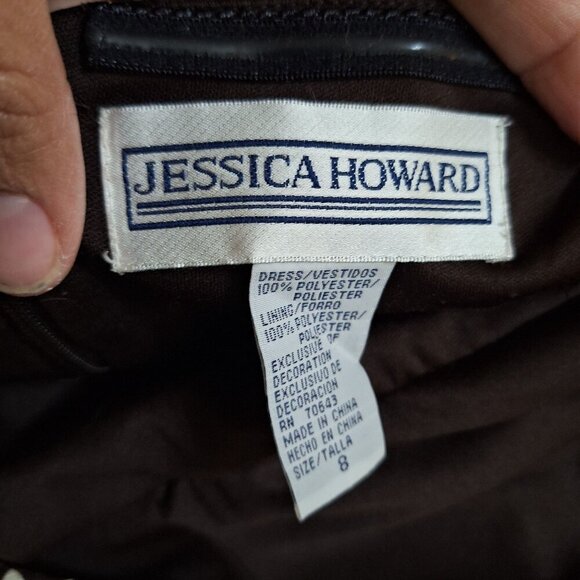 JESSICA HOWARD
DRESS/VESTIDOS
100% POLYESTER/
POLIESTER
LINING/FORRO
100% POLYESTER/
POLIESTER
EXCLUSIVE OF
DECORATION
EXCLUSIVO DE
DECORACION
RN 70643
MADE IN CHINA
HECHO EN CHINA
SIZE/TALLA
8